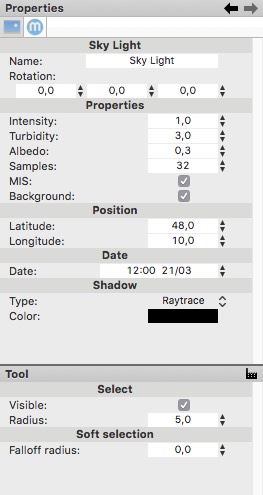 Properties
m
Sky Light
Name: Sky Light
Rotation:
0,0 0,0 0,0
Properties
Intensity: 1,0
Turbidity: 3,0
Albedo: 0,3
Samples: 32
MIS:
Background:
Position
Latitude: 48,0
Longitude: 10,0
Date
Date: 12:00 21/03
Shadow
Type: Raytrace
Color:
Tool
Select
Visible:
Radius: 5,0
Soft selection
Falloff radius: 0,0